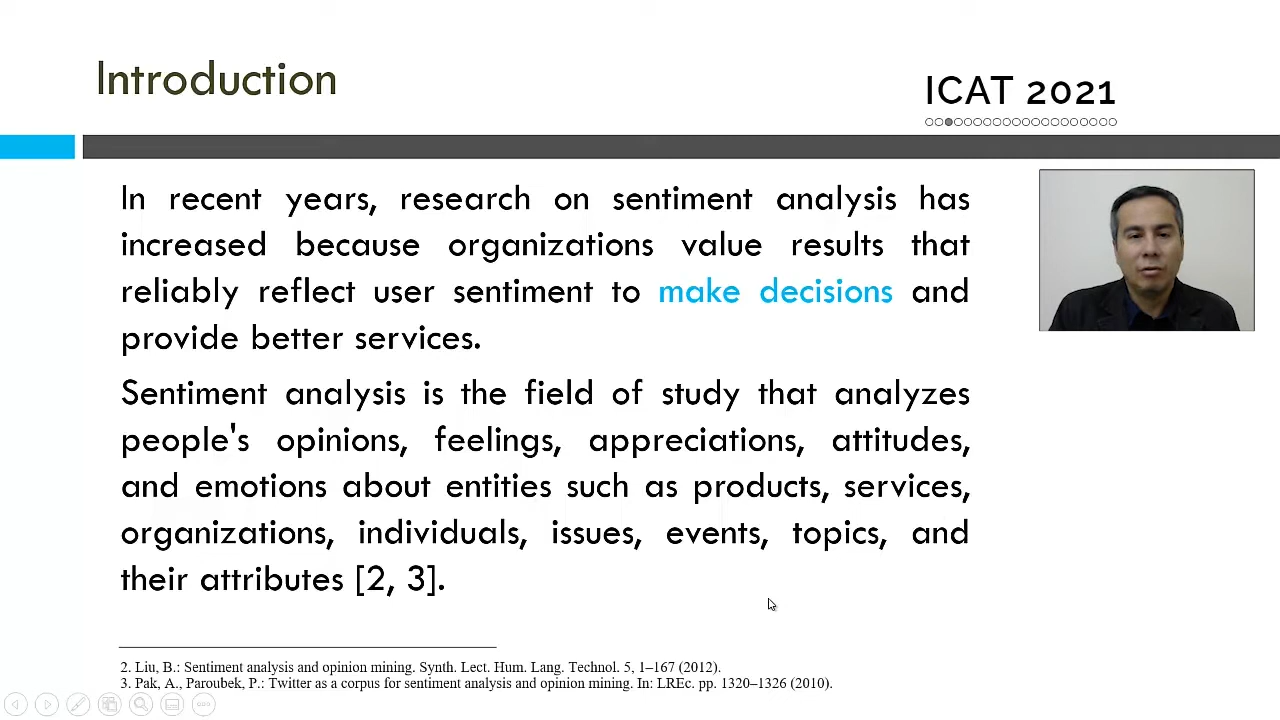 Introduction
ICAT 2021
In recent years, research on sentiment analysis has
increased because organizations value results that
reliably reflect user sentiment to make decisions and
provide better services.
Sentiment analysis is the field of study that analyzes
people's opinions, feelings, appreciations, attitudes,
and emotions about entities such as products, services,
organizations, individuals, issues, events, topics, and
their attributes [2, 3].
2. Liu, B.: Sentiment analysis and opinion mining. Synth. Lect. Hum. Lang. Technol. 5, 1–167 (2012).
3. Pak, A., Paroubek, P.: Twitter as a corpus for sentiment analysis and opinion mining. In: LREc. pp. 1320–1326 (2010).